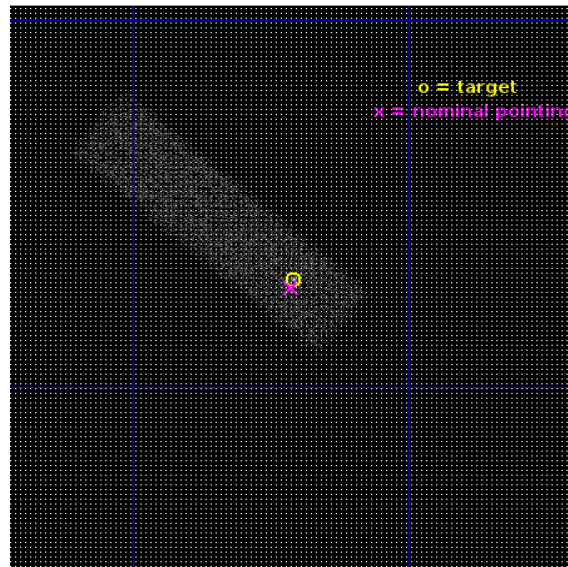 o = target
x = nominal pointing